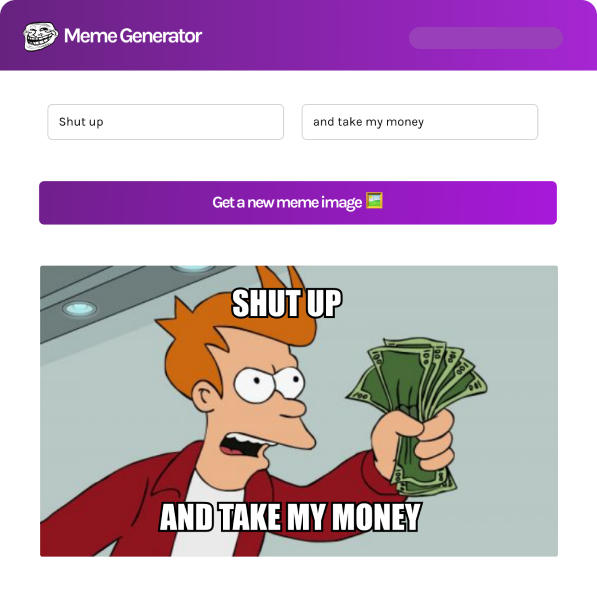 Meme Generator
Shut up
and take my money
Get a new meme image
SHUT UP
AND TAKE MY MONEY